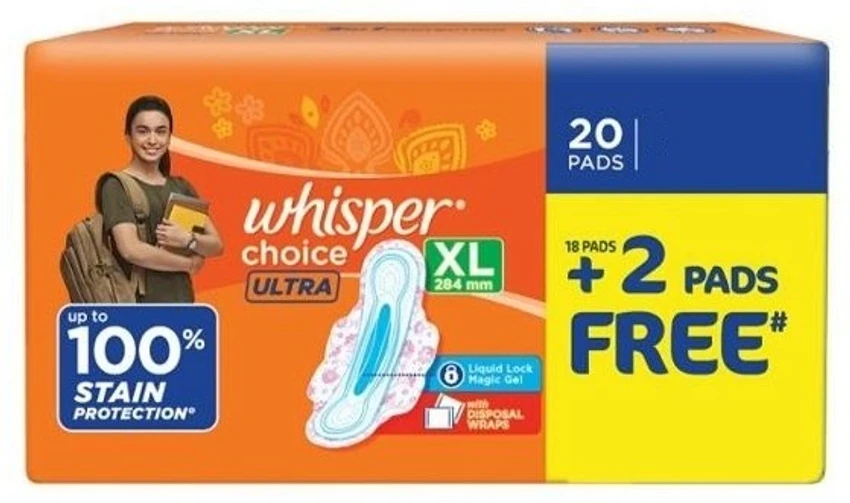 20
PADS
whisper
choice
ULTRA
XL
284 mm
18 PADS
+ 2 PADS
FREE#
up to
100%
STAIN
PROTECTION®
Liquid Lock
Magic Gel
with
DISPOSAL
WRAPS